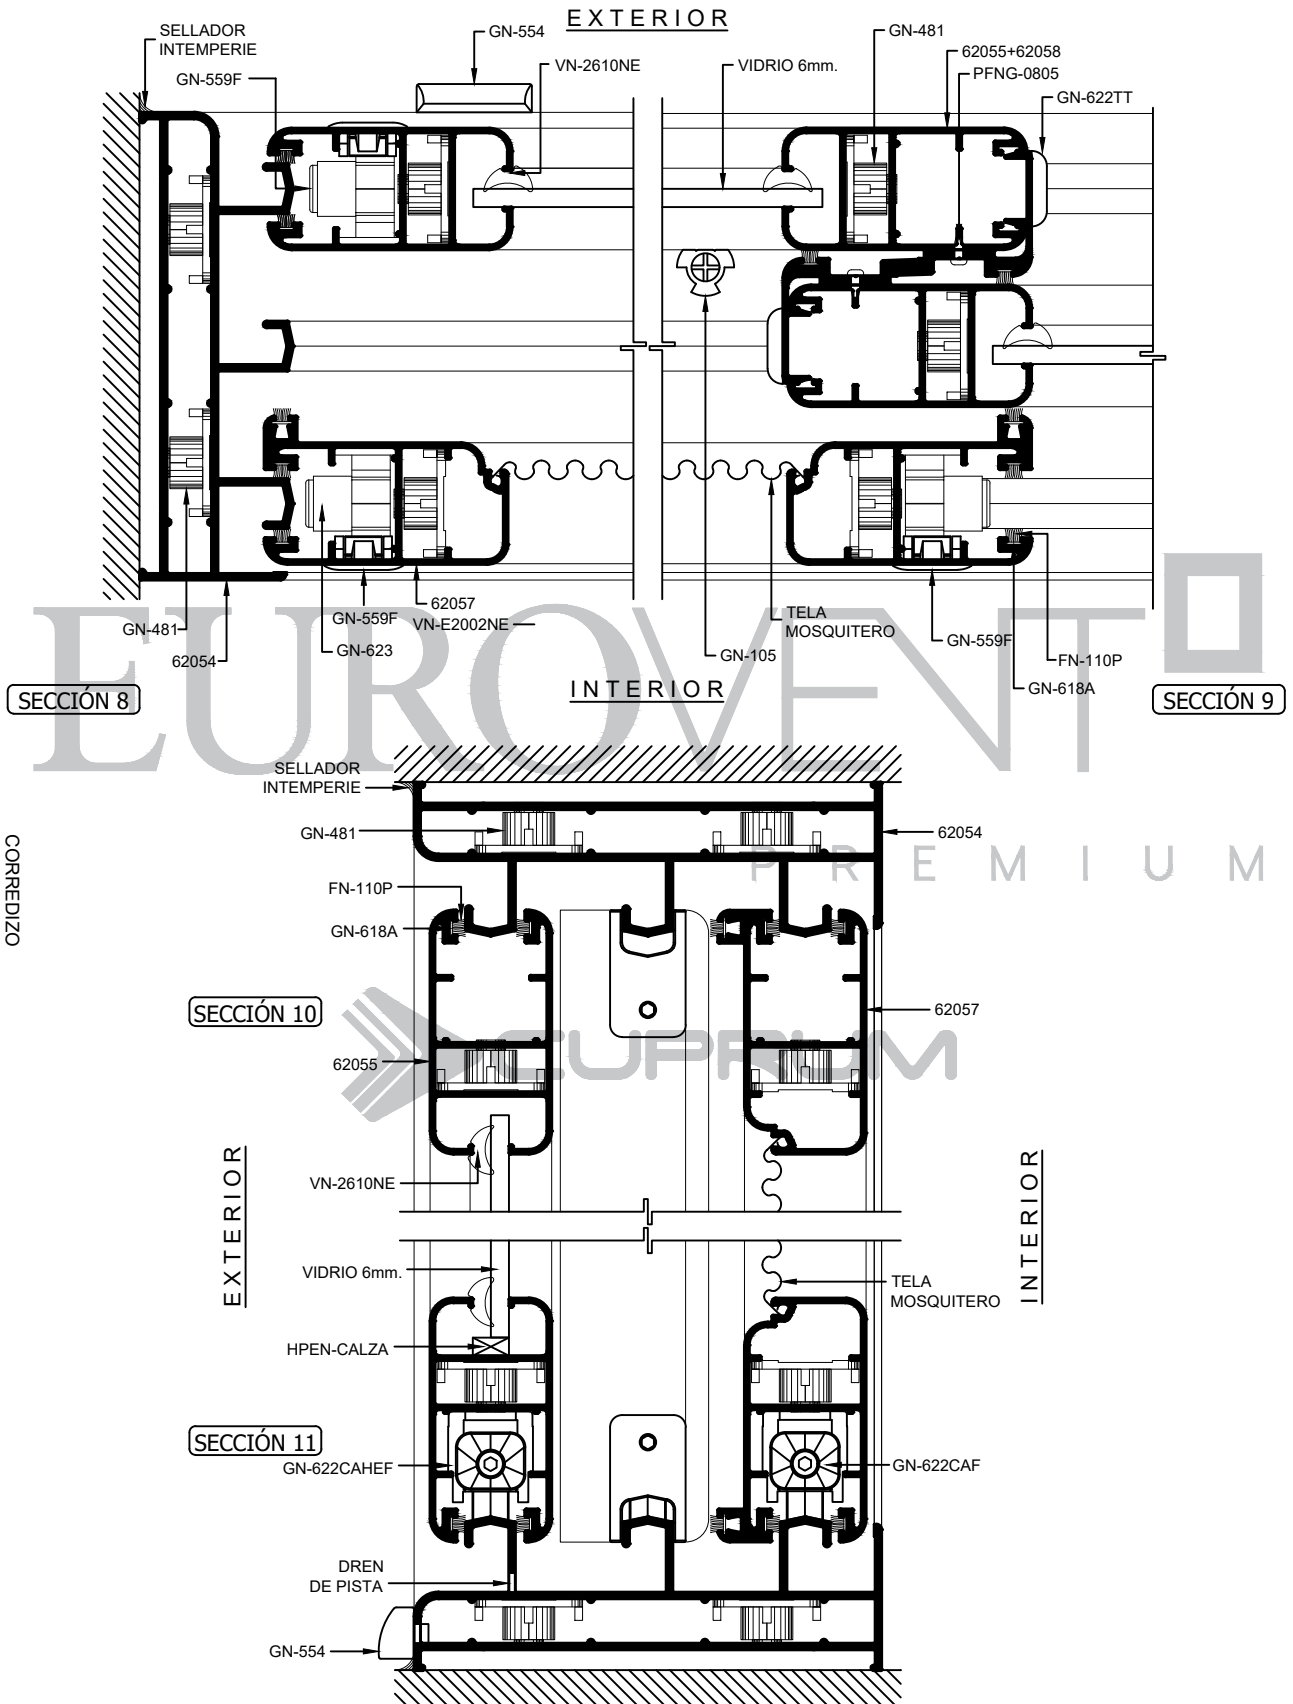 EXTERIOR
SELLADOR
INTEMPERIE
GN-554
GN-481
62055+62058
GN-559F
VN-2610NE
VIDRIO 6mm.
PFNG-0805
GN-622TT
GN-481
62054
GN-559F
GN-623
62057
VN-E2002NE
TELA
MOSQUITERO
GN-105
GN-559F
FN-110P
GN-618A
EUROVENT
SECCIÓN 8
INTERIOR
SECCIÓN 9
SELLADOR
INTEMPERIE
GN-481
62054
PREMIUM
CORREDIZO
FN-110P
GN-618A
SECCIÓN 10
62057
CUPRUM
62055
EXTERIOR
VN-2610NE
INTERIOR
VIDRIO 6mm.
TELA
MOSQUITERO
HPEN-CALZA
SECCIÓN 11
GN-622CAHEF
GN-622CAF
DREN
DE PISTA
GN-554